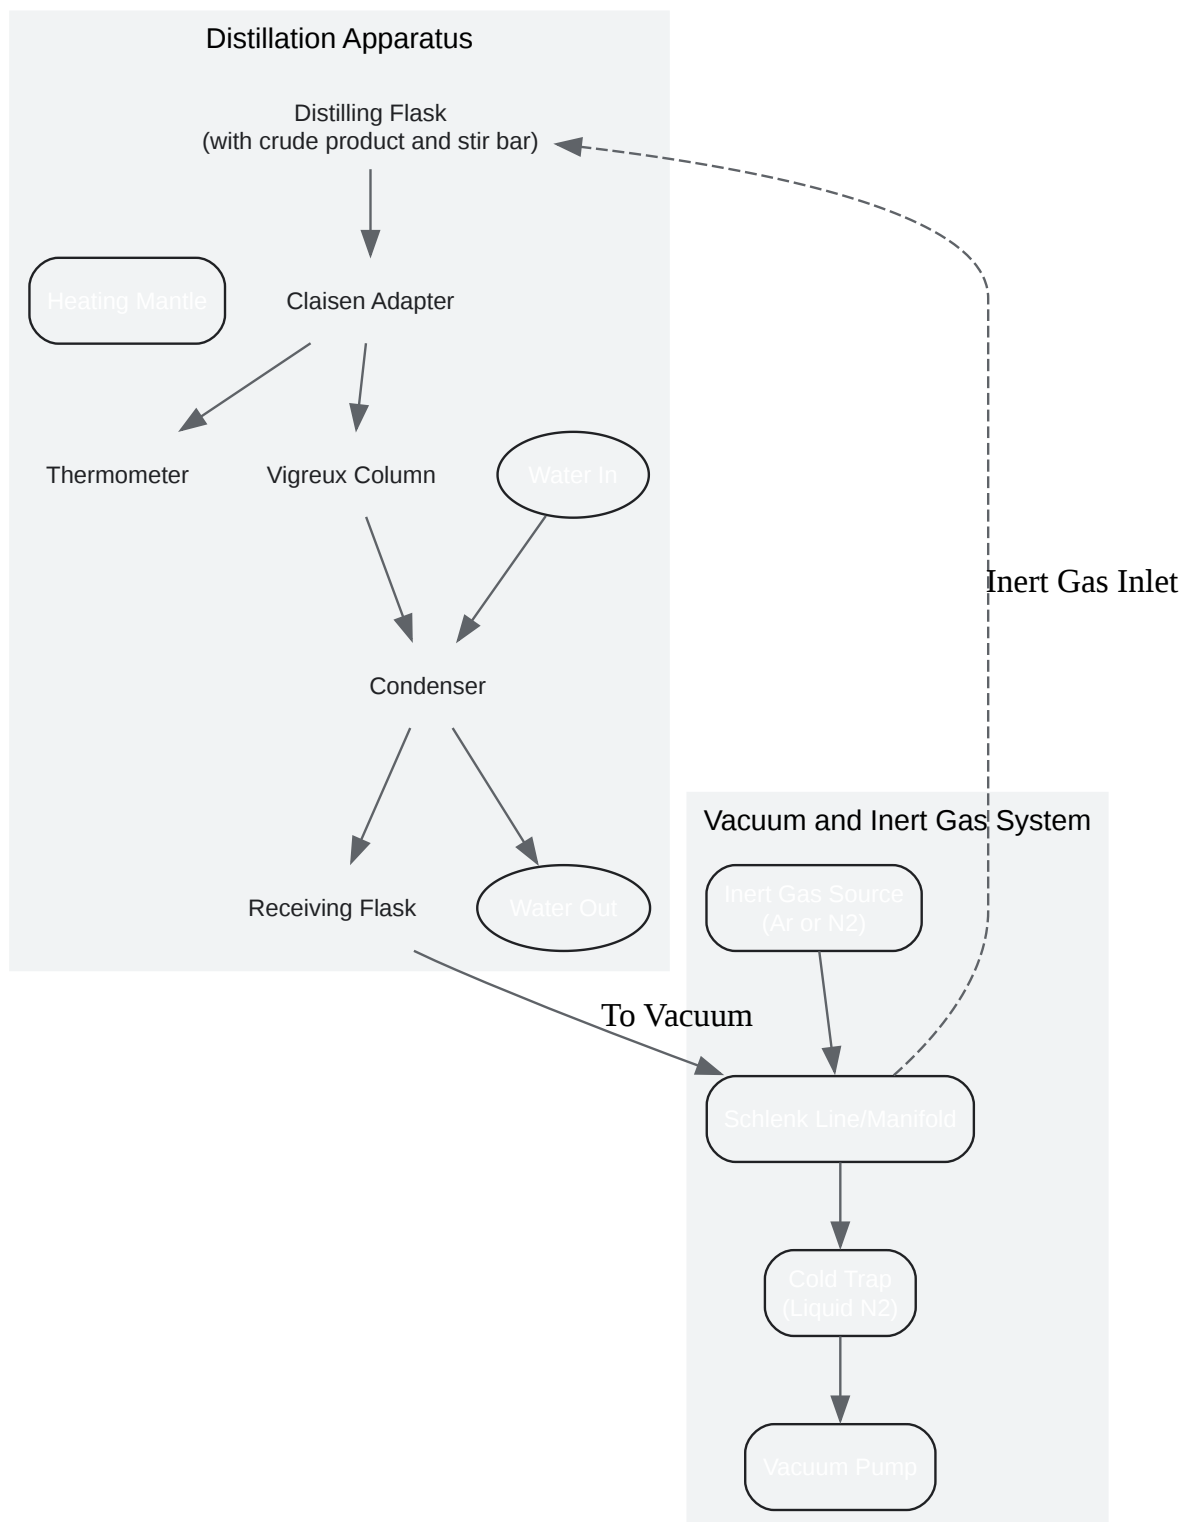 Distillation Apparatus
Distilling Flask
(with crude product and stir bar)
Heating Mantle
Claisen Adapter
Thermometer
Vigreux Column
Water In
Inert Gas Inlet
Condenser
Vacuum and Inert Gas System
Receiving Flask
Water Out
Inert Gas Source
(Ar or N2)
To Vacuum
Schlenk Line/Manifold
Cold Trap
(Liquid N2)
Vacuum Pump